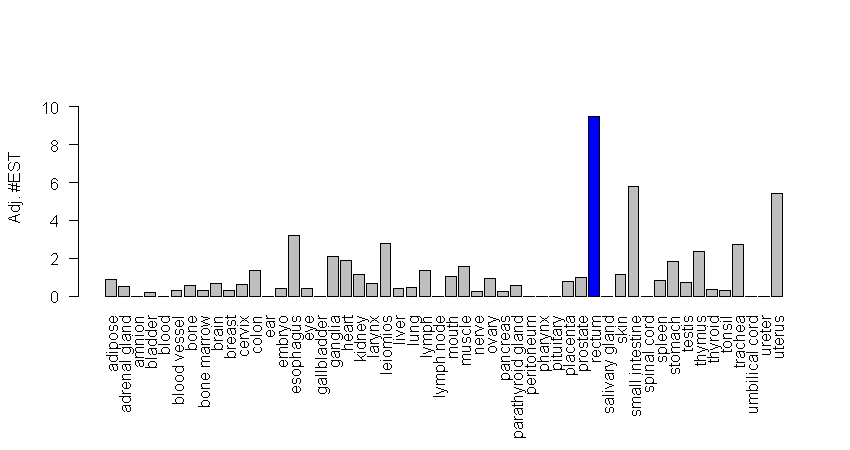 Adj. #EST
10
8
6
4
2
0
adipose
adrenal gland
amnion
bladder
blood
blood vessel
bone
bone marrow
brain
breast
cervix
colon
ear
embryo
esophagus
eye
gallbladder
ganglia
heart
kidney
larynx
leiomios
liver
lung
lymph
lymph node
mouth
muscle
nerve
ovary
pancreas
parathyroid gland
peritoneum
pharynx
pituitary
placenta
prostate
rectum
salivary gland
skin
small intestine
spinal cord
spleen
stomach
testis
thymus
thyroid
tonsil
trachea
umbilical cord
ureter
uterus